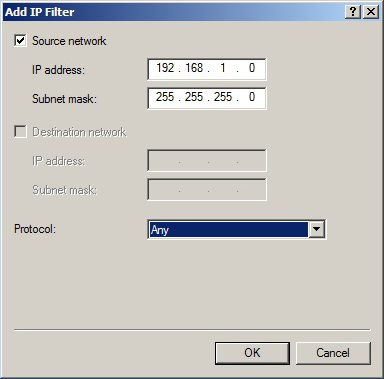 Add IP Filter
Source network
IP address: 192 . 168 . 1 . 0
Subnet mask: 255 . 255 . 255 . 0
Destination network
IP address: . . .
Subnet mask: . . .
Protocol: Any
OK Cancel